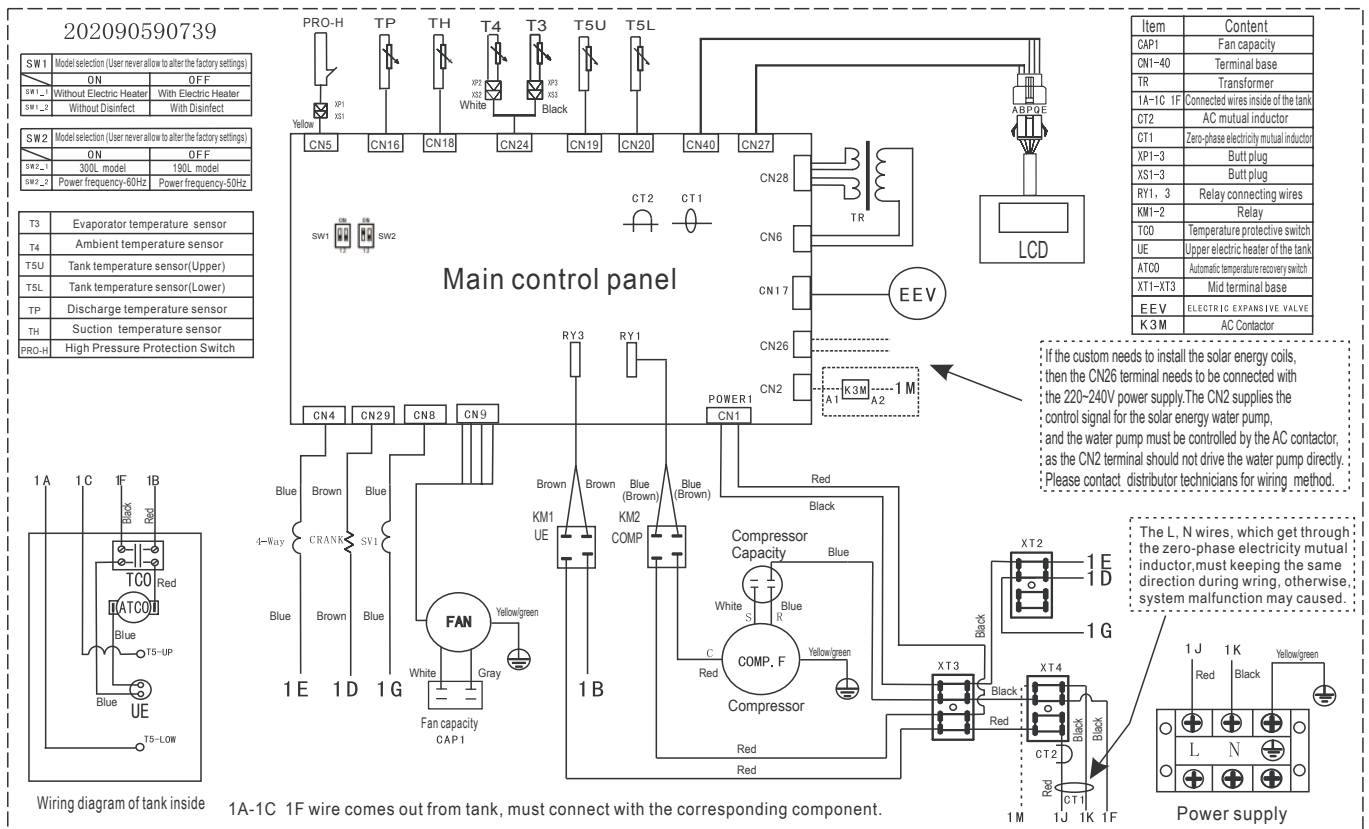 202090590739
SW1 Model selection (User never allow to alter the factory settings)
ON OFF
SW1_1 Without Electric Heater With Electric Heater
SW1_2 Without Disinfect With Disinfect
SW2 Model selection (User never allow to alter the factory settings)
ON OFF
SW2_1 300L model 190L model
SW2_2 Power frequency-60Hz Power frequency-50Hz
T3 Evaporator temperature sensor
T4 Ambient temperature sensor
T5U Tank temperature sensor(Upper)
T5L Tank temperature sensor(Lower)
TP Discharge temperature sensor
TH Suction temperature sensor
PRO-H High Pressure Protection Switch
PRO-H TP TH T4 T3 T5U T5L
XP1
XS1
Yellow
XP2
XS2
White
XP3
XS3
Black
CN5 CN16 CN18 CN24 CN19 CN20 CN40 CN27
CN28
TR
CN6
CN17
EEV
CN26
CN2
A1 K3M A2 1M
CT2 CT1
SW1 ON 1 2 ON 1 2 SW2
Main control panel
RY3 RY1
POWER1
CN4 CN29 CN8 CN9 CN1
ABPQE
LCD
Item Content
CAP1 Fan capacity
CN1-40 Terminal base
TR Transformer
1A-1C 1F Connected wires inside of the tank
CT2 AC mutual inductor
CT1 Zero-phase electricity mutual inductor
XP1-3 Butt plug
XS1-3 Butt plug
RY1, 3 Relay connecting wires
KM1-2 Relay
TCO Temperature protective switch
UE Upper electric heater of the tank
ATCO Automatic temperature recovery switch
XT1-XT3 Mid terminal base
EEV ELECTRIC EXPANSIVE VALVE
K3M AC Contactor
If the custom needs to install the solar energy coils,
then the CN26 terminal needs to be connected with
the 220~240V power supply.The CN2 supplies the
control signal for the solar energy water pump,
and the water pump must be controlled by the AC contactor,
as the CN2 terminal should not drive the water pump directly.
Please contact distributor technicians for wiring method.
The L, N wires, which get through
the zero-phase electricity mutual
inductor,must keeping the same
direction during wring, otherwise,
system malfunction may caused.
1A 1C 1F 1B
Black Red
TCO Red
ATCO
Blue
T5-UP
Blue
UE
T5-LOW
Wiring diagram of tank inside
Blue Brown Blue
4-Way CRANK SV1
Blue Brown Blue
1E 1D 1G
FAN
Yellow/green
White Gray
Fan capacity
CAP1
Brown Brown Blue (Brown) Blue (Brown)
KM1
UE
KM2
COMP
1B
Red
Black
Compressor
Capacity
Blue
White Blue
S R
C
Red
COMP. F
Yellow/green
Compressor
Red
Red
XT3
Black
XT2
1E
1D
1G
XT4
Black
Red
CT2
Red
Black
Black
CT1
1M 1J 1K 1F
1J 1K Yellow/green
Red Black
L N
Power supply
1A-1C 1F wire comes out from tank, must connect with the corresponding component.